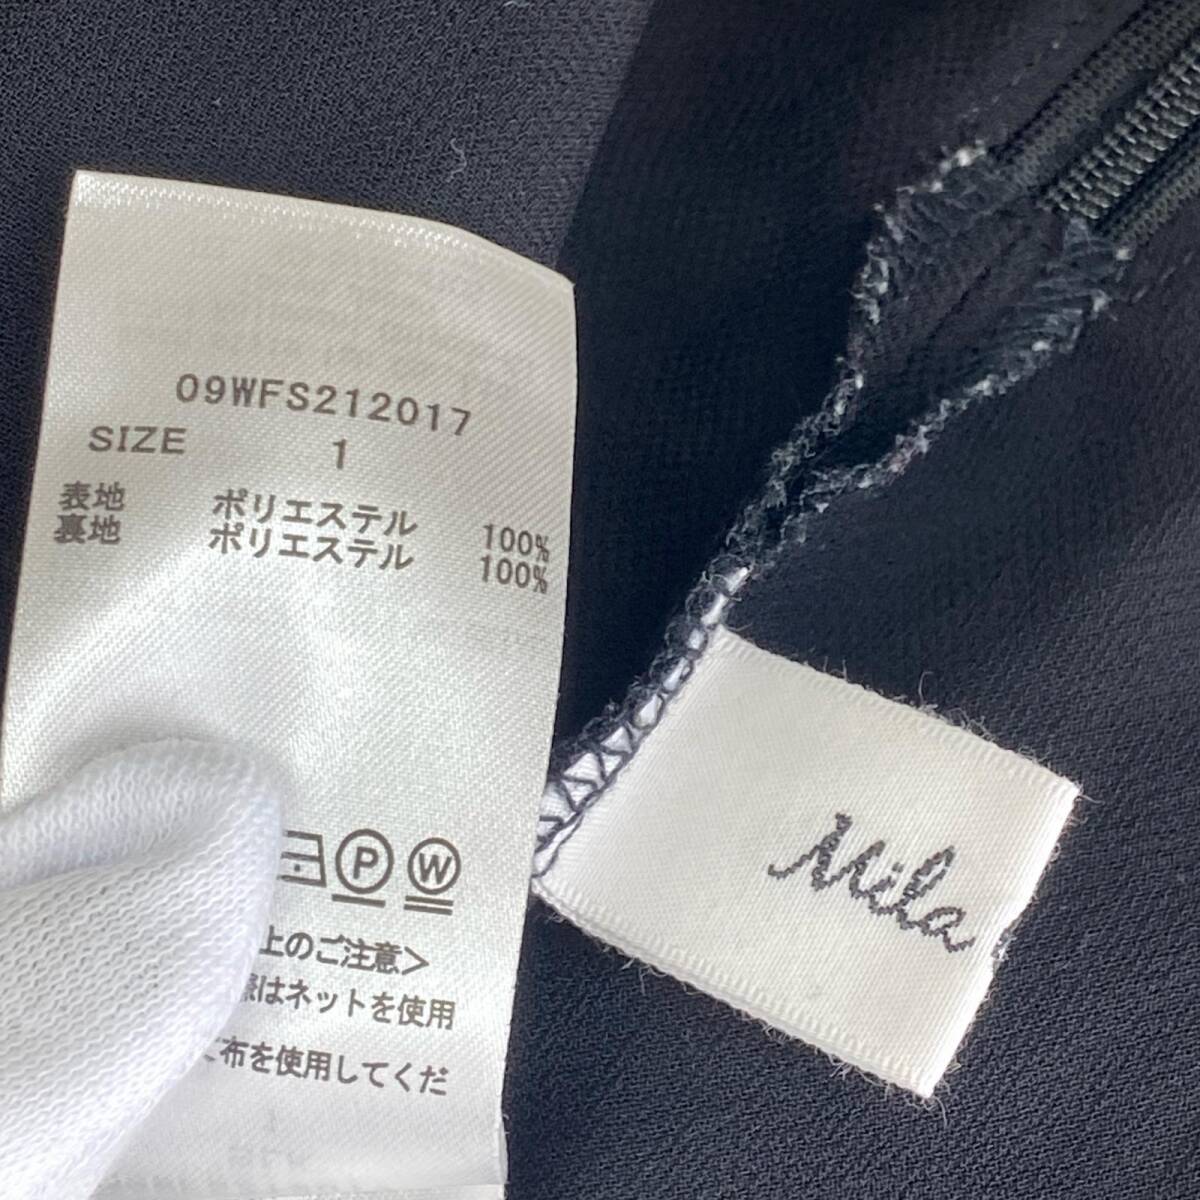 09WFS212017
SIZE 1
表地 ポリエステル 100%
裏地 ポリエステル 100%
P W
上のご注意>
はネットを使用
布を使用してくだ
Mila